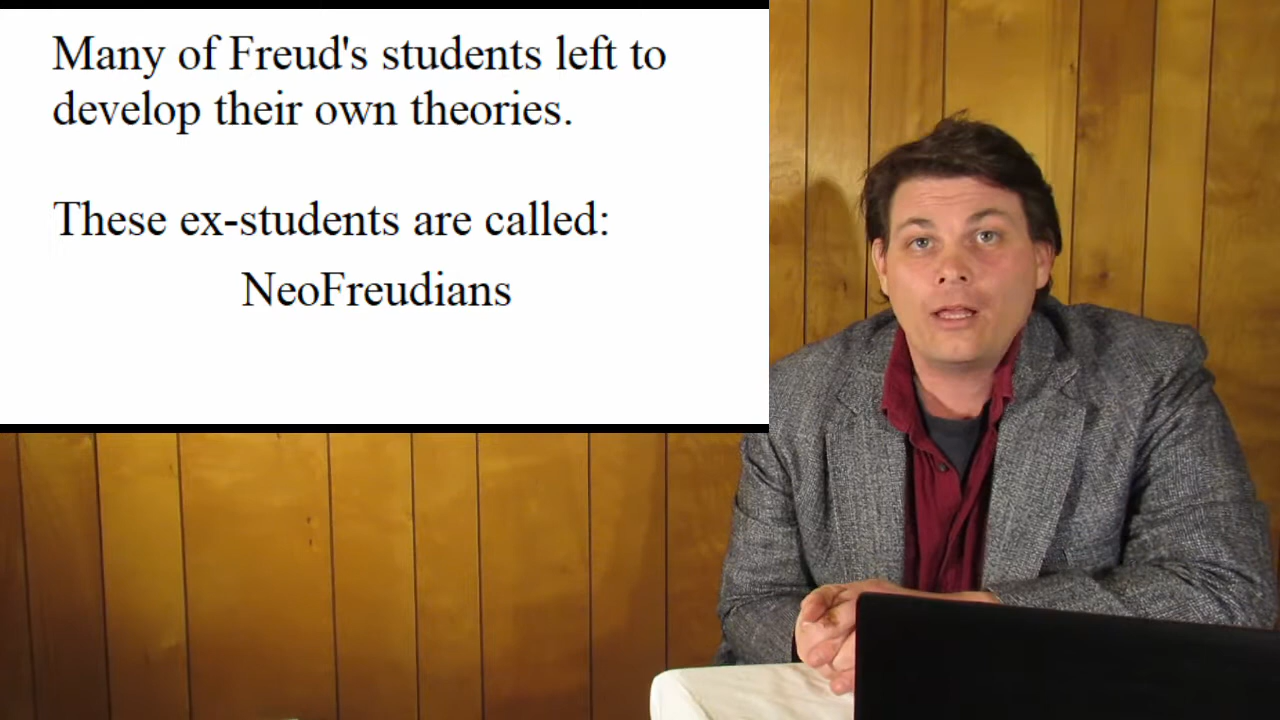 Many of Freud's students left to
develop their own theories.
These ex-students are called:
NeoFreudians